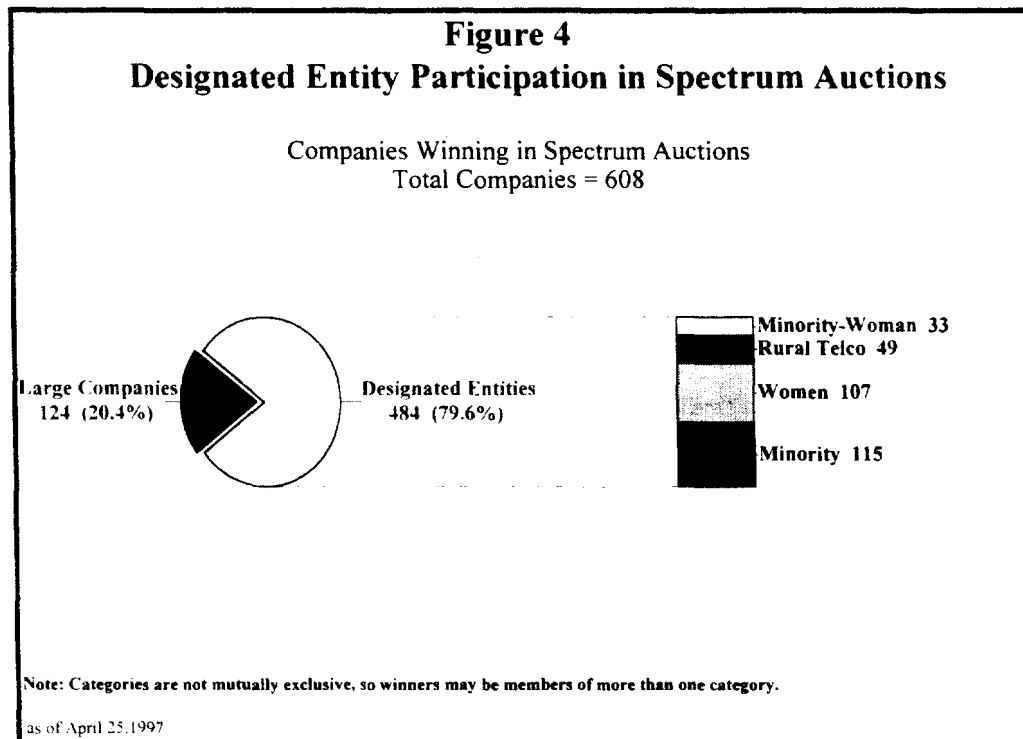 Figure 4
Designated Entity Participation in Spectrum Auctions
Companies Winning in Spectrum Auctions
Total Companies = 608
Large Companies
124 (20.4%)
Designated Entities
484 (79.6%)
Minority-Woman 33
Rural Telco 49
Women 107
Minority 115
Note: Categories are not mutually exclusive, so winners may be members of more than one category.
as of April 25,1997